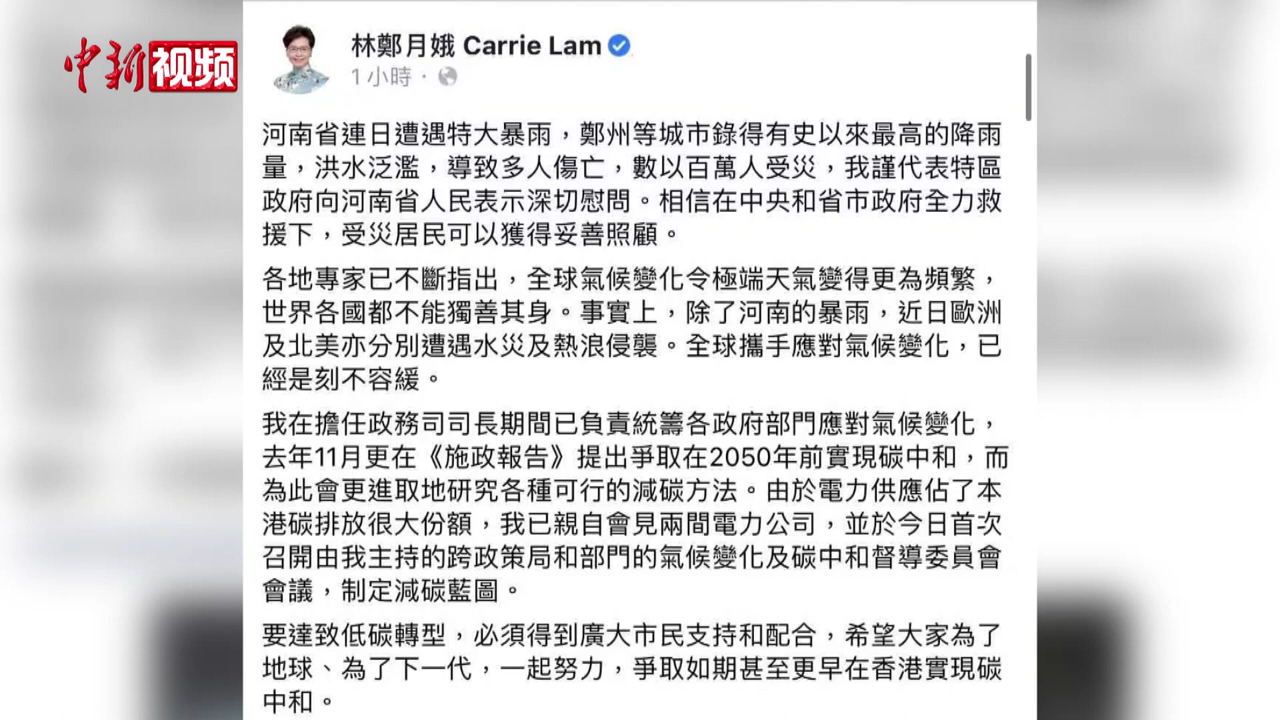 中新视频
林鄭月娥 Carrie Lam
1 小時 ·
河南省連日遭遇特大暴雨，鄭州等城市錄得有史以來最高的降雨
量，洪水泛濫，導致多人傷亡，數以百萬人受災，我謹代表特區
政府向河南省人民表示深切慰問。相信在中央和省市政府全力救
援下，受災居民可以獲得妥善照顧。
各地專家已不斷指出，全球氣候變化令極端天氣變得更為頻繁，
世界各國都不能獨善其身。事實上，除了河南的暴雨，近日歐洲
及北美亦分別遭遇水災及熱浪侵襲。全球攜手應對氣候變化，已
經是刻不容緩。
我在擔任政務司司長期間已負責統籌各政府部門應對氣候變化，
去年11月更在《施政報告》提出爭取在2050年前實現碳中和，而
為此會更進取地研究各種可行的減碳方法。由於電力供應佔了本
港碳排放很大份額，我已親自會見兩間電力公司，並於今日首次
召開由我主持的跨政策局和部門的氣候變化及碳中和督導委員會
會議，制定減碳藍圖。
要達致低碳轉型，必須得到廣大市民支持和配合，希望大家為了
地球、為了下一代，一起努力，爭取如期甚至更早在香港實現碳
中和。